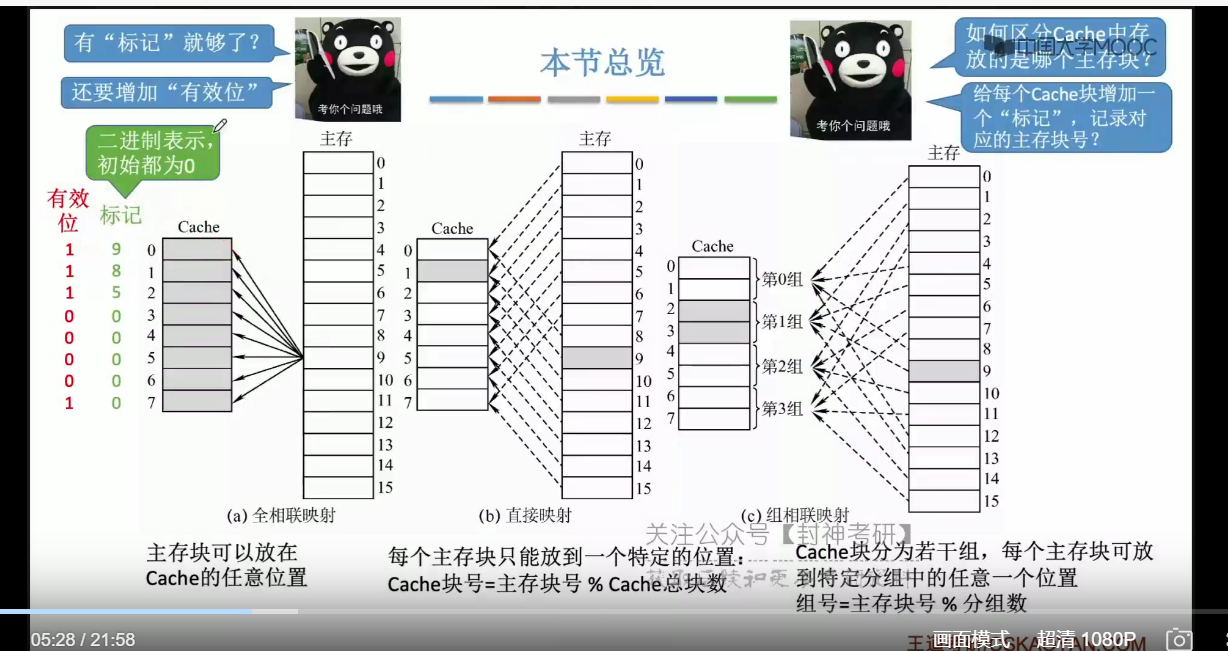 有“标记”就够了？
还要增加“有效位”
考你个问题哦
本节总览
考你个问题哦
中国大学MOOC
如何区分Cache中存
放的是哪个主存块？
给每个Cache块增加一
个“标记”，记录对
应的主存块号？
二进制表示，
初始都为0
有效
位
标记
1 9
1 8
1 5
0 0
0 0
0 0
0 0
1 0
Cache
0
1
2
3
4
5
6
7
主存
0
1
2
3
4
5
6
7
8
9
10
11
12
13
14
15
(a) 全相联映射
Cache
0
1
2
3
4
5
6
7
主存
0
1
2
3
4
5
6
7
8
9
10
11
12
13
14
15
(b) 直接映射
Cache
0
1
2
3
4
5
6
7
第0组
第1组
第2组
第3组
主存
0
1
2
3
4
5
6
7
8
9
10
11
12
13
14
15
(c) 组相联映射
关注公众号【封神考研】
主存块可以放在
Cache的任意位置
每个主存块只能放到一个特定的位置：
Cache块号=主存块号 % Cache总块数
Cache块分为若干组，每个主存块可放
到特定分组中的任意一个位置
组号=主存块号 % 分组数
05:28 / 21:58
画面模式
超清 1080P